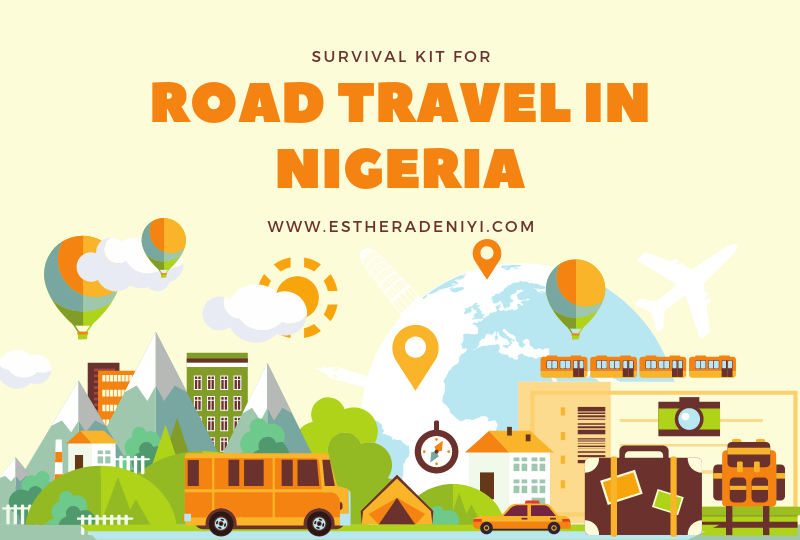 SURVIVAL KIT FOR
ROAD TRAVEL IN
NIGERIA
WWW.ESTHERADENIYI.COM